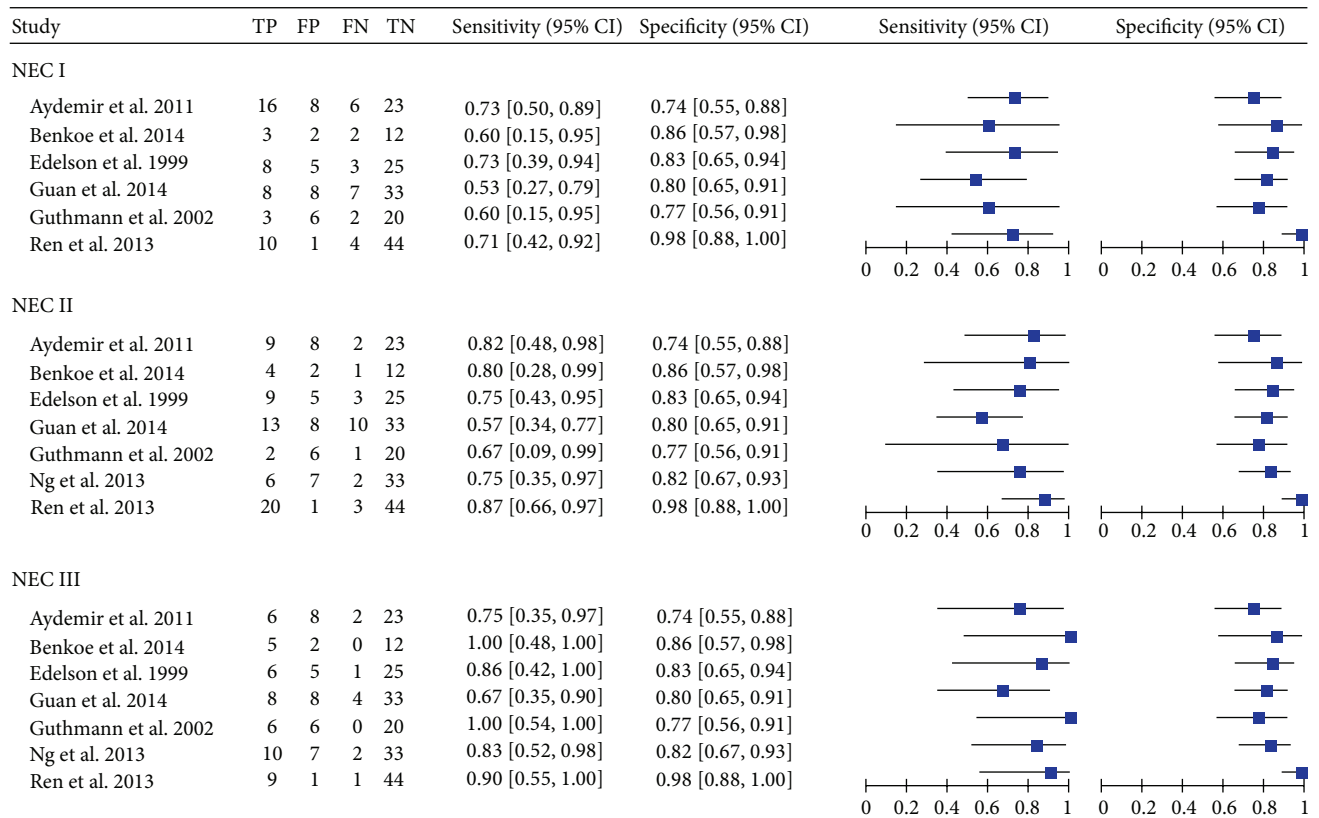 Study TP FP FN TN Sensitivity (95% CI) Specificity (95% CI) Sensitivity (95% CI) Specificity (95% CI)
NEC I
Aydemir et al. 2011 16 8 6 23 0.73 [0.50, 0.89] 0.74 [0.55, 0.88]
Benkoe et al. 2014 3 2 2 12 0.60 [0.15, 0.95] 0.86 [0.57, 0.98]
Edelson et al. 1999 8 5 3 25 0.73 [0.39, 0.94] 0.83 [0.65, 0.94]
Guan et al. 2014 8 8 7 33 0.53 [0.27, 0.79] 0.80 [0.65, 0.91]
Guthmann et al. 2002 3 6 2 20 0.60 [0.15, 0.95] 0.77 [0.56, 0.91]
Ren et al. 2013 10 1 4 44 0.71 [0.42, 0.92] 0.98 [0.88, 1.00]
0 0.2 0.4 0.6 0.8 1 0 0.2 0.4 0.6 0.8 1
NEC II
Aydemir et al. 2011 9 8 2 23 0.82 [0.48, 0.98] 0.74 [0.55, 0.88]
Benkoe et al. 2014 4 2 1 12 0.80 [0.28, 0.99] 0.86 [0.57, 0.98]
Edelson et al. 1999 9 5 3 25 0.75 [0.43, 0.95] 0.83 [0.65, 0.94]
Guan et al. 2014 13 8 10 33 0.57 [0.34, 0.77] 0.80 [0.65, 0.91]
Guthmann et al. 2002 2 6 1 20 0.67 [0.09, 0.99] 0.77 [0.56, 0.91]
Ng et al. 2013 6 7 2 33 0.75 [0.35, 0.97] 0.82 [0.67, 0.93]
Ren et al. 2013 20 1 3 44 0.87 [0.66, 0.97] 0.98 [0.88, 1.00]
0 0.2 0.4 0.6 0.8 1 0 0.2 0.4 0.6 0.8 1
NEC III
Aydemir et al. 2011 6 8 2 23 0.75 [0.35, 0.97] 0.74 [0.55, 0.88]
Benkoe et al. 2014 5 2 0 12 1.00 [0.48, 1.00] 0.86 [0.57, 0.98]
Edelson et al. 1999 6 5 1 25 0.86 [0.42, 1.00] 0.83 [0.65, 0.94]
Guan et al. 2014 8 8 4 33 0.67 [0.35, 0.90] 0.80 [0.65, 0.91]
Guthmann et al. 2002 6 6 0 20 1.00 [0.54, 1.00] 0.77 [0.56, 0.91]
Ng et al. 2013 10 7 2 33 0.83 [0.52, 0.98] 0.82 [0.67, 0.93]
Ren et al. 2013 9 1 1 44 0.90 [0.55, 1.00] 0.98 [0.88, 1.00]
0 0.2 0.4 0.6 0.8 1 0 0.2 0.4 0.6 0.8 1